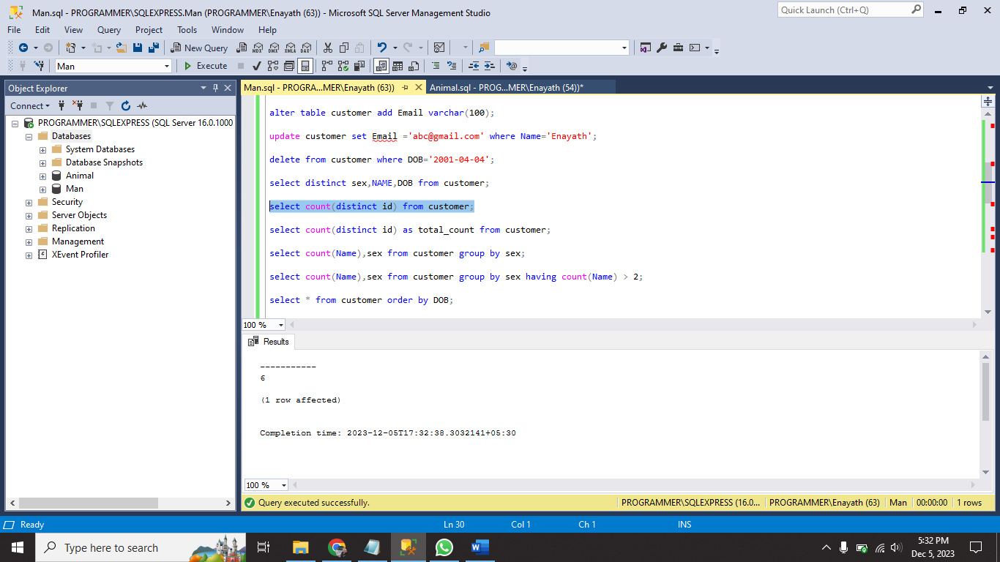 Man.sql - PROGRAMMER\SQLEXPRESS.Man (PROGRAMMER\Enayath (63)) - Microsoft SQL Server Management Studio
Quick Launch (Ctrl+Q)
File Edit View Query Project Tools Window Help
New Query MDX DMX XMLA DAX
Man Execute
Object Explorer
Connect
PROGRAMMER\SQLEXPRESS (SQL Server 16.0.1000
Databases
System Databases
Database Snapshots
Animal
Man
Security
Server Objects
Replication
Management
XEvent Profiler
Man.sql - PROGRA...MER\Enayath (63)) Animal.sql - PROG...MER\Enayath (54))*
alter table customer add Email varchar(100);
update customer set Email ='abc@gmail.com' where Name='Enayath';
delete from customer where DOB='2001-04-04';
select distinct sex,NAME,DOB from customer;
select count(distinct id) from customer;
select count(distinct id) as total_count from customer;
select count(Name),sex from customer group by sex;
select count(Name),sex from customer group by sex having count(Name) > 2;
select * from customer order by DOB;
100 %
Results
-----------
6
(1 row affected)
Completion time: 2023-12-05T17:32:38.3032141+05:30
100 %
Query executed successfully. PROGRAMMER\SQLEXPRESS (16.0... PROGRAMMER\Enayath (63) Man 00:00:00 1 rows
Ready Ln 30 Col 1 Ch 1 INS
Type here to search
5:32 PM
Dec 5, 2023